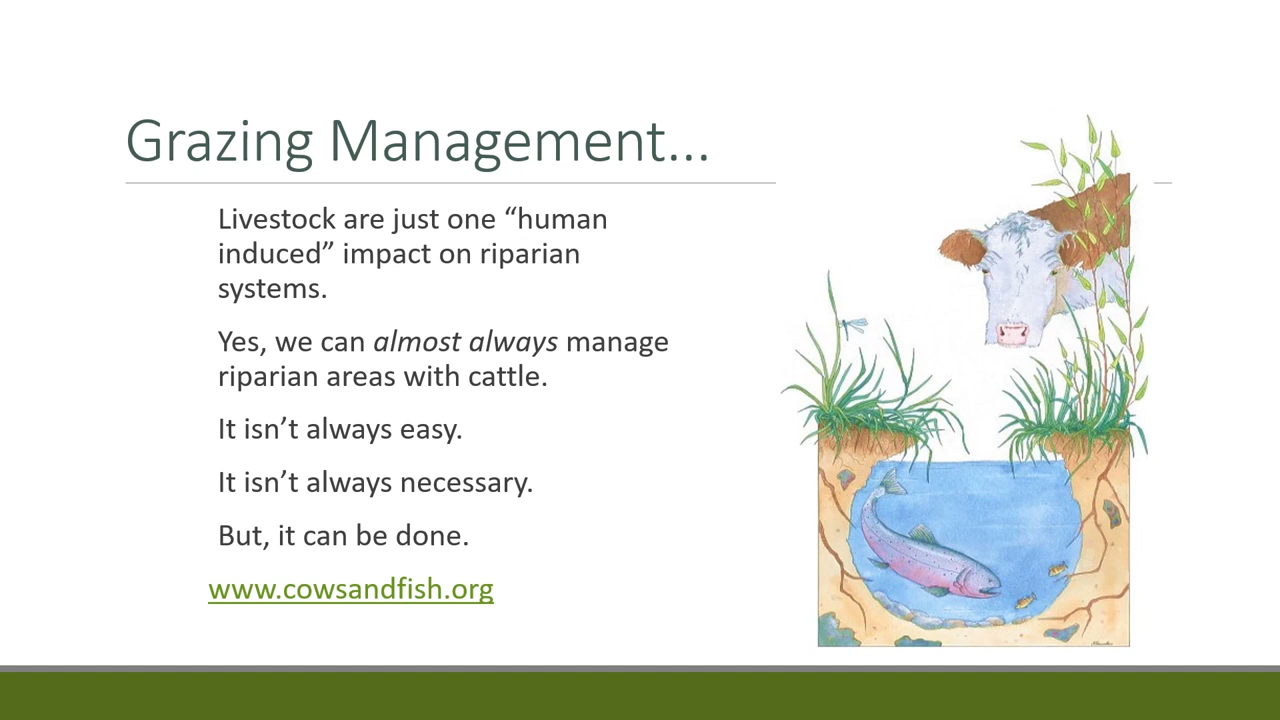 Grazing Management...
Livestock are just one “human
induced” impact on riparian
systems.
Yes, we can almost always manage
riparian areas with cattle.
It isn’t always easy.
It isn’t always necessary.
But, it can be done.
www.cowsandfish.org